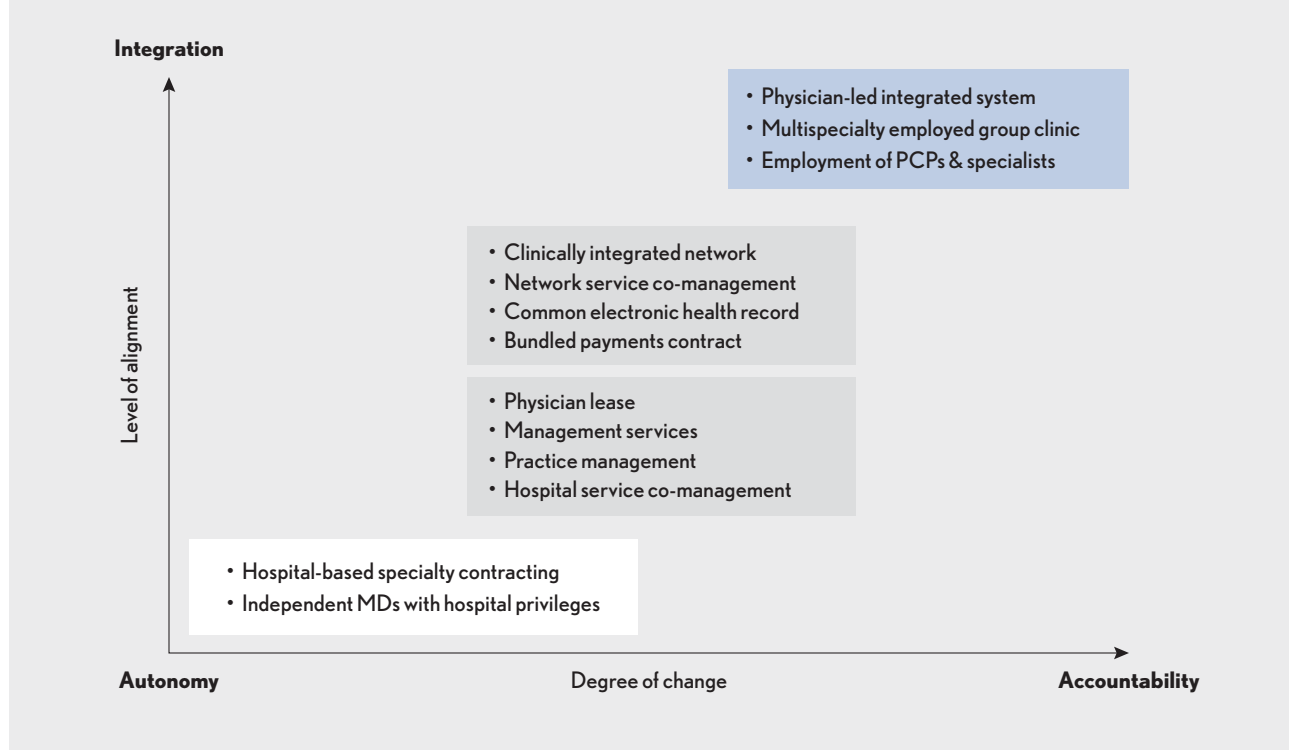 Integration
• Physician-led integrated system
• Multispecialty employed group clinic
• Employment of PCPs & specialists
• Clinically integrated network
• Network service co-management
• Common electronic health record
• Bundled payments contract
Level of alignment
• Physician lease
• Management services
• Practice management
• Hospital service co-management
• Hospital-based specialty contracting
• Independent MDs with hospital privileges
Autonomy
Degree of change
Accountability